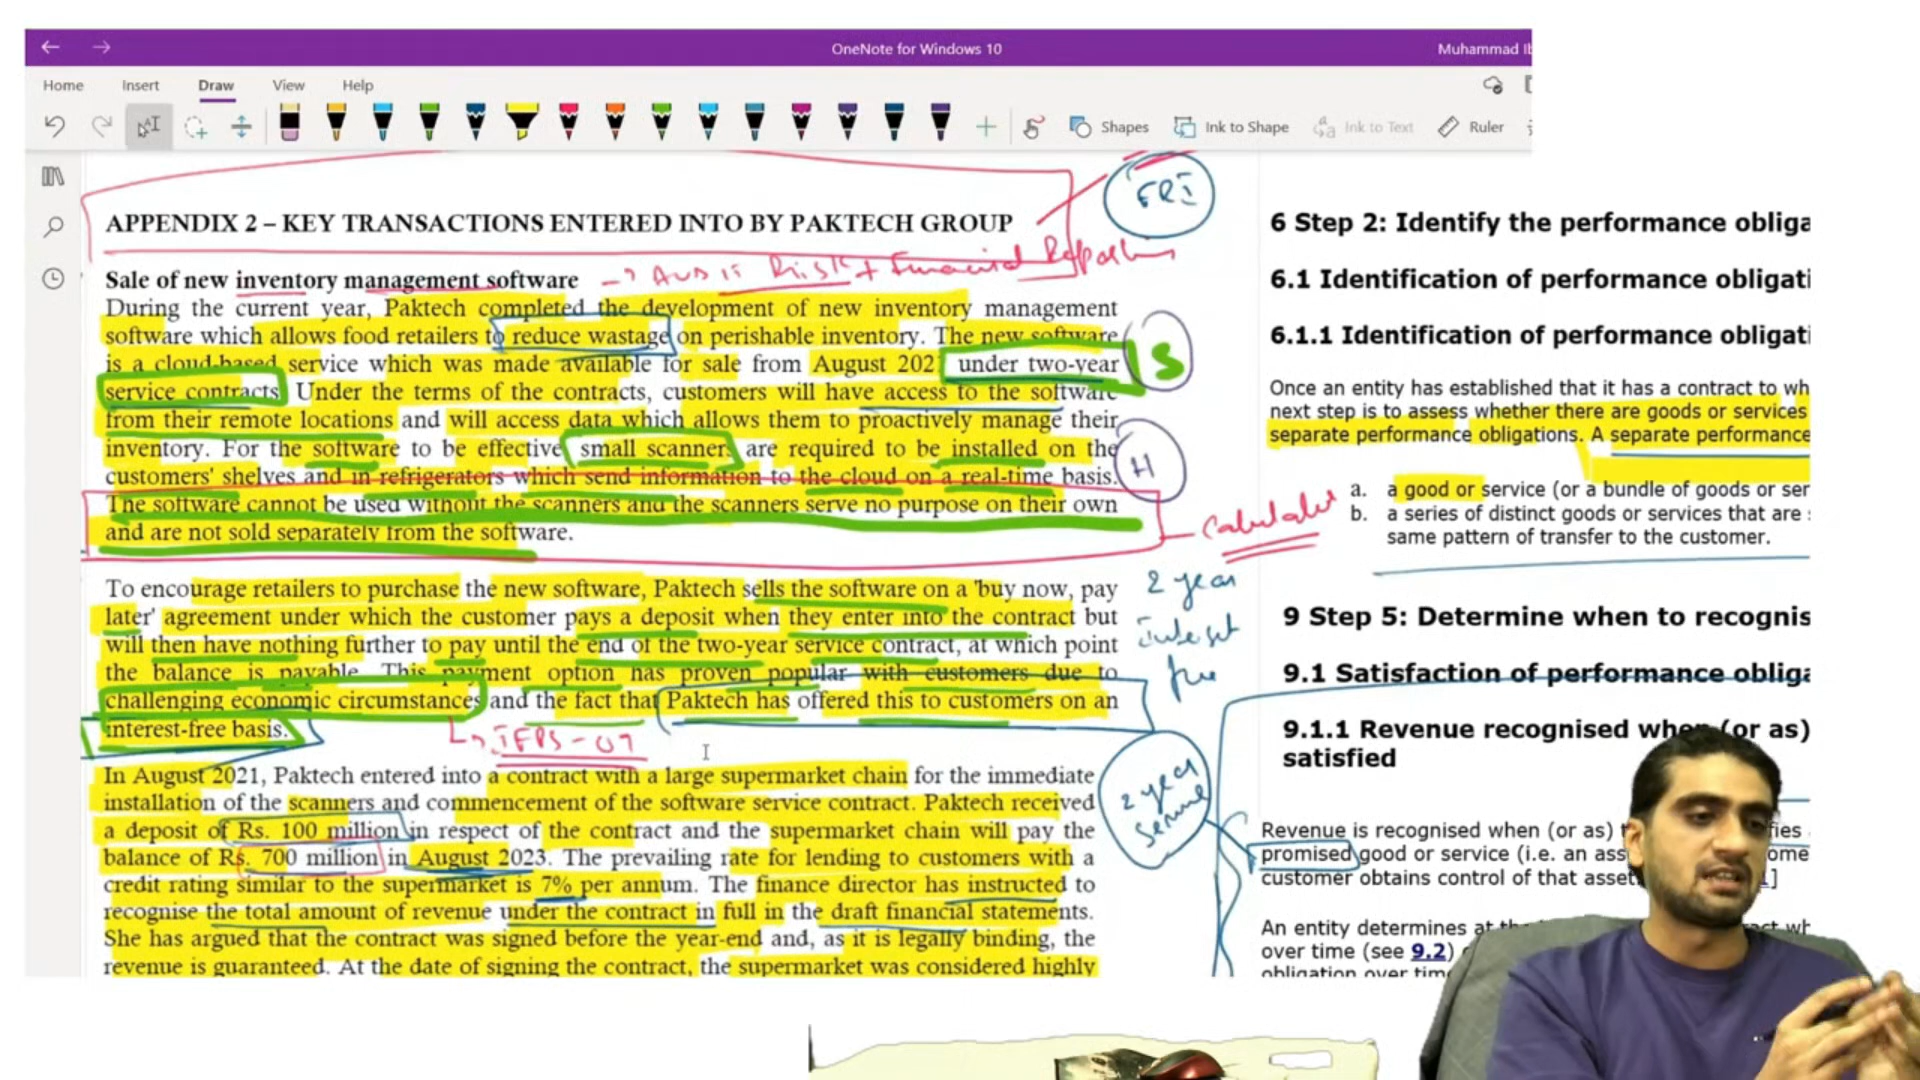 OneNote for Windows 10
Muhammad Ib
Home Insert Draw View Help
Shapes Ink to Shape Ink to Text Ruler
FRI
APPENDIX 2 – KEY TRANSACTIONS ENTERED INTO BY PAKTECH GROUP
Sale of new inventory management software
→ Audit Risk + Financial Reporting
During the current year, Paktech completed the development of new inventory management
software which allows food retailers to reduce wastage on perishable inventory. The new software
is a cloud-based service which was made available for sale from August 202 under two-year
service contracts Under the terms of the contracts, customers will have access to the software
from their remote locations and will access data which allows them to proactively manage their
inventory. For the software to be effective small scanners are required to be installed on the
customers' shelves and in refrigerators which send information to the cloud on a real-time basis.
The software cannot be used without the scanners and the scanners serve no purpose on their own
and are not sold separately from the software.
S
H
Calculator
To encourage retailers to purchase the new software, Paktech sells the software on a 'buy now, pay
later' agreement under which the customer pays a deposit when they enter into the contract but
will then have nothing further to pay until the end of the two-year service contract, at which point
the balance is payable. This payment option has proven popular with customers due to
challenging economic circumstances and the fact that Paktech has offered this to customers on an
interest-free basis.
IFRS-07
2 year
free
In August 2021, Paktech entered into a contract with a large supermarket chain for the immediate
installation of the scanners and commencement of the software service contract. Paktech received
a deposit of Rs. 100 million in respect of the contract and the supermarket chain will pay the
balance of Rs. 700 million in August 2023. The prevailing rate for lending to customers with a
credit rating similar to the supermarket is 7% per annum. The finance director has instructed to
recognise the total amount of revenue under the contract in full in the draft financial statements.
She has argued that the contract was signed before the year-end and, as it is legally binding, the
revenue is guaranteed. At the date of signing the contract, the supermarket was considered highly
2 year
Service
6 Step 2: Identify the performance obliga
6.1 Identification of performance obligati
6.1.1 Identification of performance obligati
Once an entity has established that it has a contract to wh
next step is to assess whether there are goods or services
separate performance obligations. A separate performance
a. a good or service (or a bundle of goods or ser
b. a series of distinct goods or services that are :
same pattern of transfer to the customer.
9 Step 5: Determine when to recognis
9.1 Satisfaction of performance obliga
9.1.1 Revenue recognised when (or as)
satisfied
Revenue is recognised when (or as) fies
promised good or service (i.e. an ass ome
customer obtains control of that asset. ]
An entity determines at wh
over time (see 9.2)
obligation over time